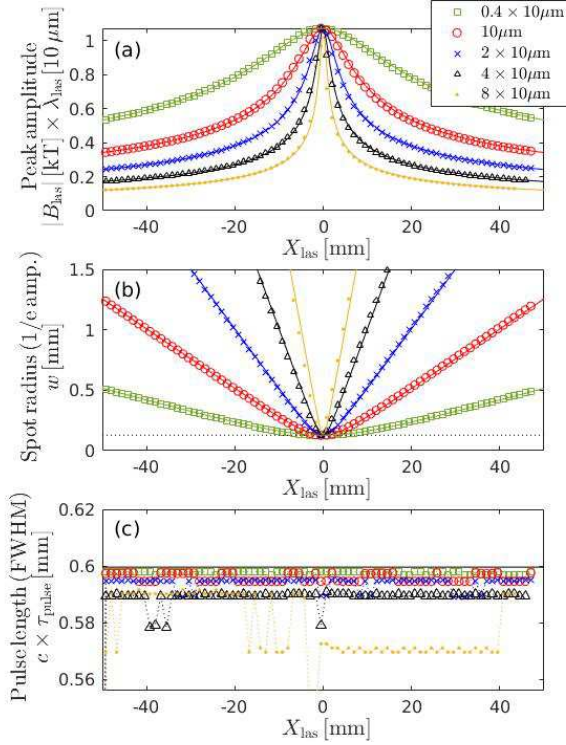 0.4 × 10μm
10μm
2 × 10μm
4 × 10μm
8 × 10μm
(a)
Peak amplitude
|B_las| [kT] × λ_las [10 μm]
1
0.8
0.6
0.4
0.2
0
-40 -20 0 20 40
X_las [mm]
(b)
Spot radius (1/e amp.)
w [mm]
1.5
1
0.5
0
-40 -20 0 20 40
X_las [mm]
(c)
Pulse length (FWHM)
c × τ_pulse [mm]
0.62
0.6
0.58
0.56
-40 -20 0 20 40
X_las [mm]